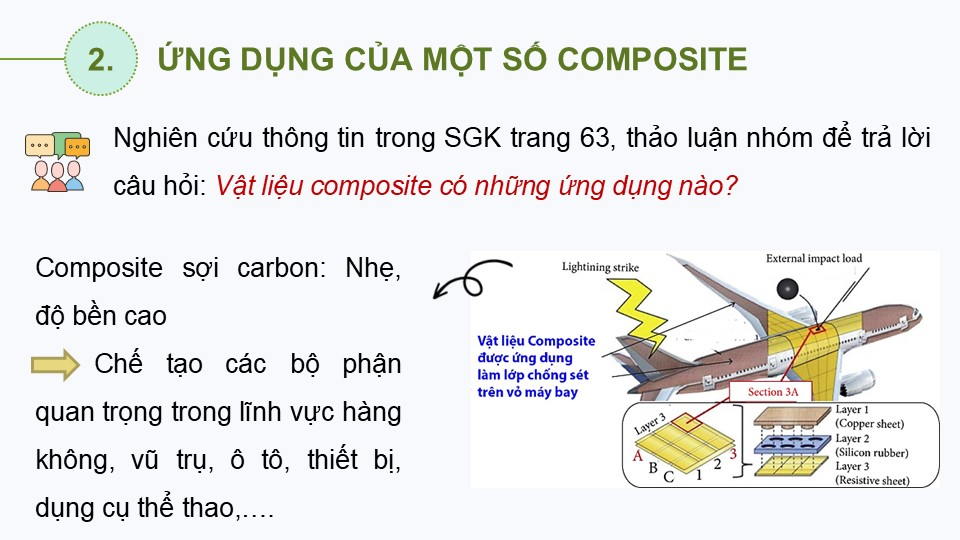 2.
ỨNG DỤNG CỦA MỘT SỐ COMPOSITE
Nghiên cứu thông tin trong SGK trang 63, thảo luận nhóm để trả lời
câu hỏi: Vật liệu composite có những ứng dụng nào?
Composite sợi carbon: Nhẹ,
độ bền cao
Chế tạo các bộ phận
quan trọng trong lĩnh vực hàng
không, vũ trụ, ô tô, thiết bị,
dụng cụ thể thao,….
Lightining strike
External impact load
Vật liệu Composite
được ứng dụng
làm lớp chống sét
trên vỏ máy bay
Section 3A
Layer 3
A
B
C
1
2
3
Layer 1
(Copper sheet)
Layer 2
(Silicon rubber)
Layer 3
(Resistive sheet)